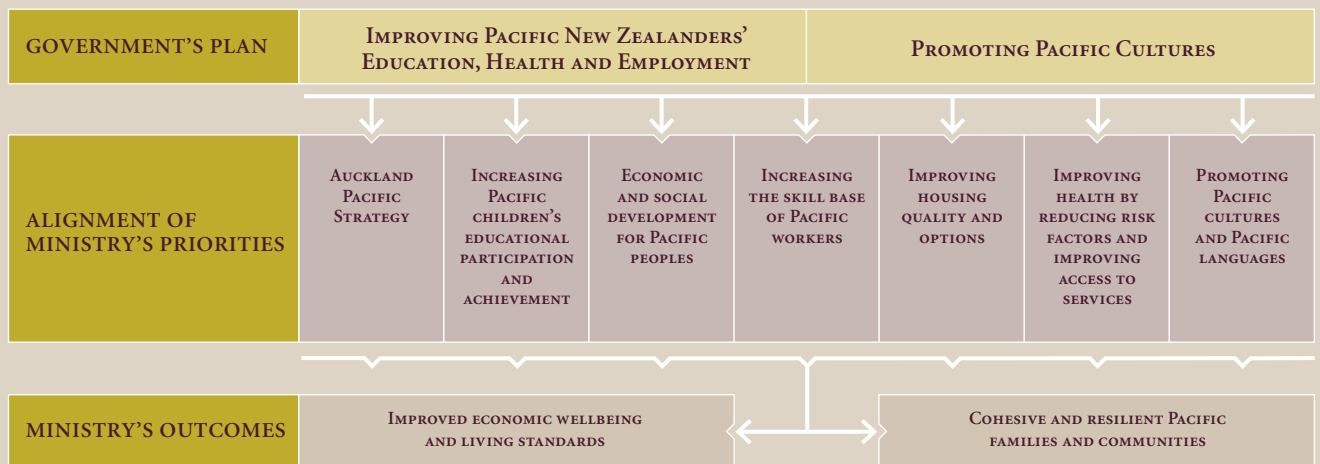 GOVERNMENT'S PLAN
Improving Pacific New Zealanders'
Education, Health and Employment
Promoting Pacific Cultures
ALIGNMENT OF
MINISTRY'S PRIORITIES
Auckland
Pacific
Strategy
Increasing
Pacific
children's
educational
participation
and
achievement
Economic
and social
development
for Pacific
peoples
Increasing
the skill base
of Pacific
workers
Improving
housing
quality and
options
Improving
health by
reducing risk
factors and
improving
access to
services
Promoting
Pacific
cultures
and Pacific
languages
MINISTRY'S OUTCOMES
Improved economic wellbeing
and living standards
Cohesive and resilient Pacific
families and communities